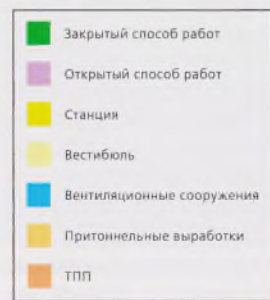 Закрытый способ работ
Открытый способ работ
Станция
Вестибюль
Вентиляционные сооружения
Притоннельные выработки
ТПП